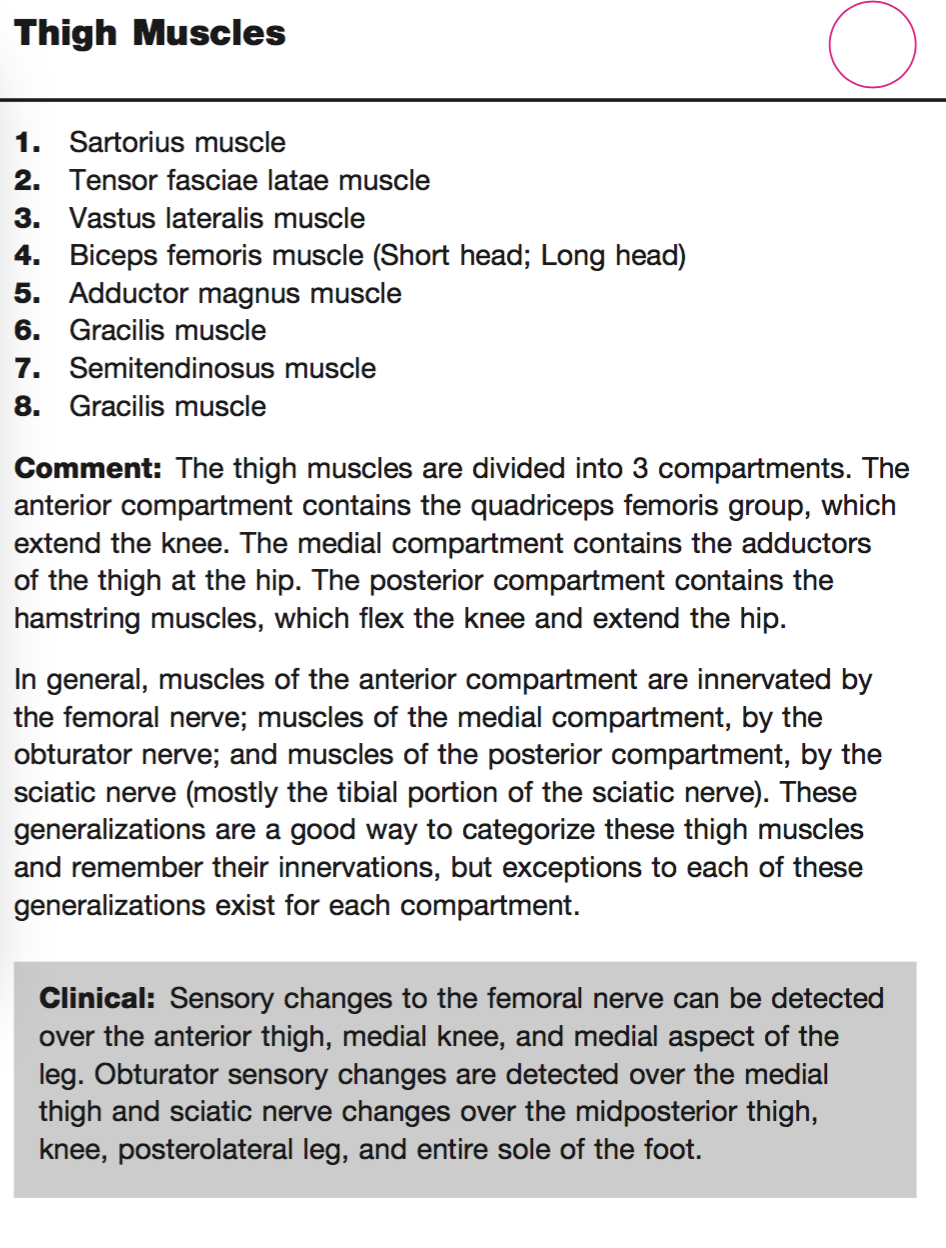 Thigh Muscles
1. Sartorius muscle
2. Tensor fasciae latae muscle
3. Vastus lateralis muscle
4. Biceps femoris muscle (Short head; Long head)
5. Adductor magnus muscle
6. Gracilis muscle
7. Semitendinosus muscle
8. Gracilis muscle
Comment: The thigh muscles are divided into 3 compartments. The
anterior compartment contains the quadriceps femoris group, which
extend the knee. The medial compartment contains the adductors
of the thigh at the hip. The posterior compartment contains the
hamstring muscles, which flex the knee and extend the hip.
In general, muscles of the anterior compartment are innervated by
the femoral nerve; muscles of the medial compartment, by the
obturator nerve; and muscles of the posterior compartment, by the
sciatic nerve (mostly the tibial portion of the sciatic nerve). These
generalizations are a good way to categorize these thigh muscles
and remember their innervations, but exceptions to each of these
generalizations exist for each compartment.
Clinical: Sensory changes to the femoral nerve can be detected
over the anterior thigh, medial knee, and medial aspect of the
leg. Obturator sensory changes are detected over the medial
thigh and sciatic nerve changes over the midposterior thigh,
knee, posterolateral leg, and entire sole of the foot.